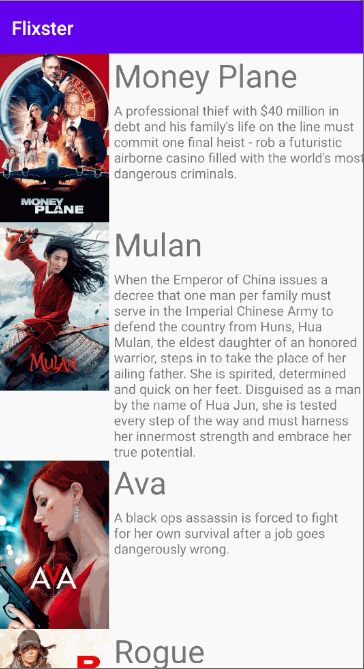 Flixster
Money Plane
A professional thief with $40 million in
debt and his family's life on the line must
commit one final heist - rob a futuristic
airborne casino filled with the world's most
dangerous criminals.
MONEY
PLANE
Mulan
When the Emperor of China issues a
decree that one man per family must
serve in the Imperial Chinese Army to
defend the country from Huns, Hua
Mulan, the eldest daughter of an honored
warrior, steps in to take the place of her
ailing father. She is spirited, determined
and quick on her feet. Disguised as a man
by the name of Hua Jun, she is tested
every step of the way and must harness
her innermost strength and embrace her
true potential.
MULAN
Ava
A black ops assassin is forced to fight
for her own survival after a job goes
dangerously wrong.
AVA
Rogue